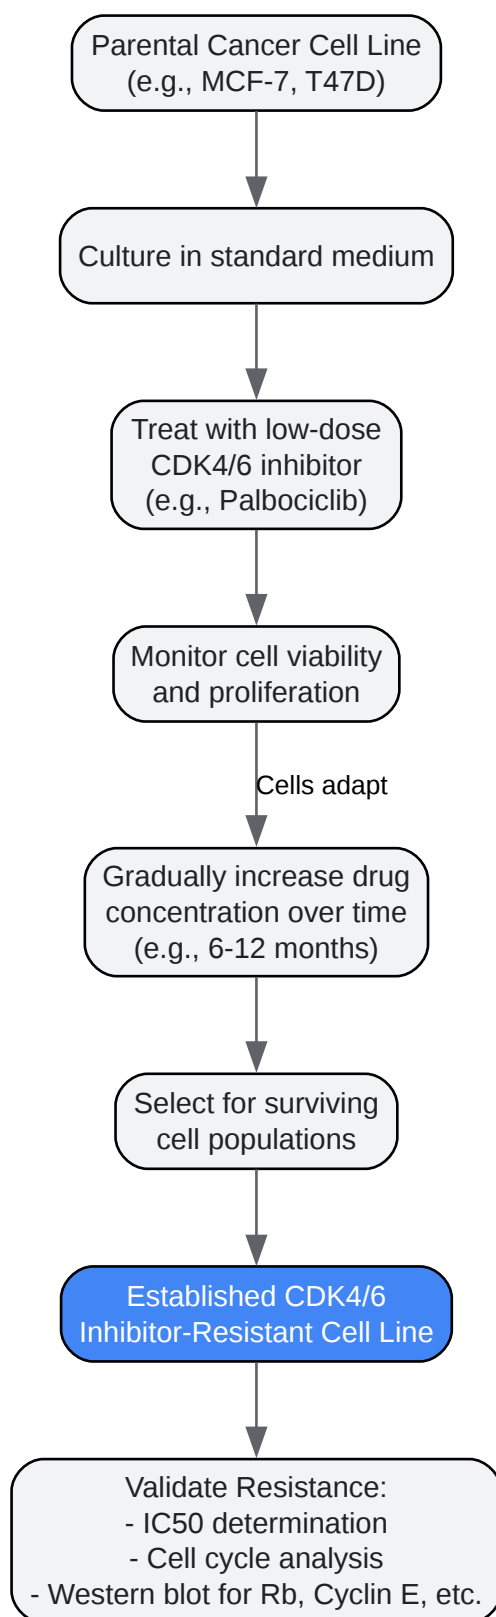 Parental Cancer Cell Line
(e.g., MCF-7, T47D)
Culture in standard medium
Treat with low-dose
CDK4/6 inhibitor
(e.g., Palbociclib)
Monitor cell viability
and proliferation
Cells adapt
Gradually increase drug
concentration over time
(e.g., 6-12 months)
Select for surviving
cell populations
Established CDK4/6
Inhibitor-Resistant Cell Line
Validate Resistance:
- IC50 determination
- Cell cycle analysis
- Western blot for Rb, Cyclin E, etc.